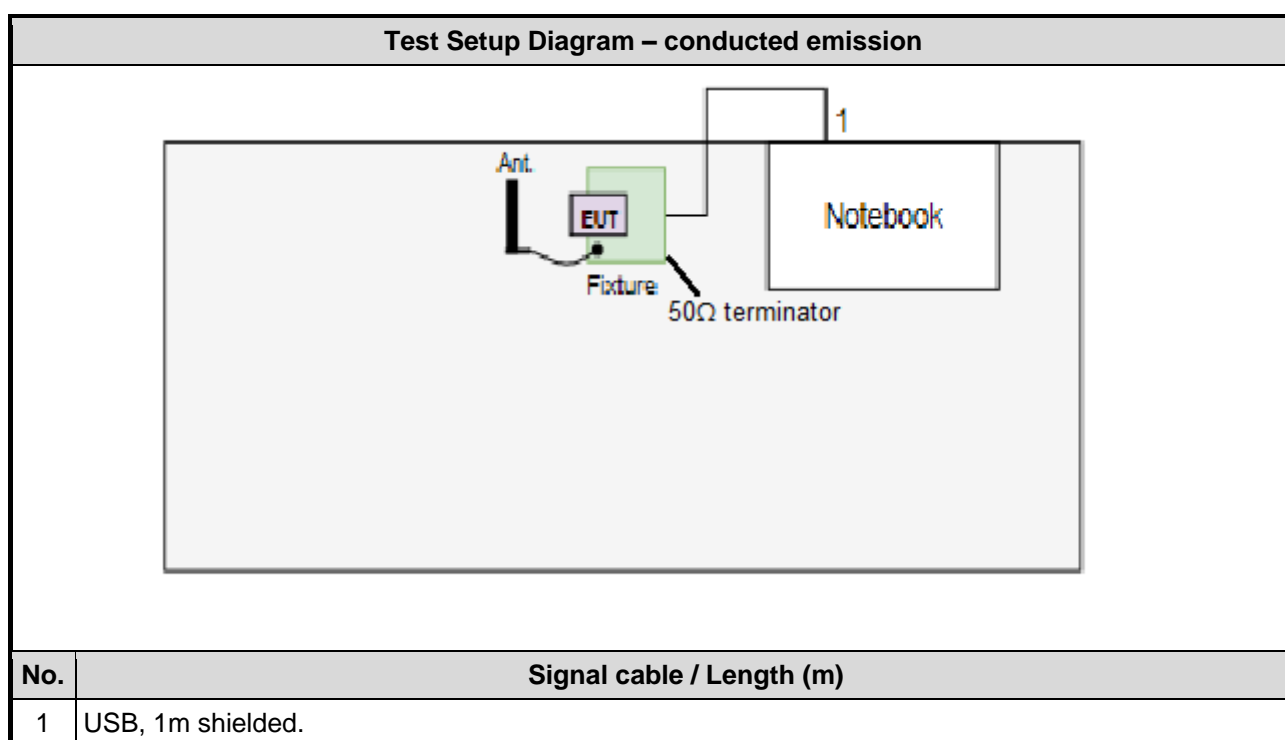 Test Setup Diagram – conducted emission
1
Ant.
EUT
Notebook
Fixture
50Ω terminator
No. Signal cable / Length (m)
1 USB, 1m shielded.